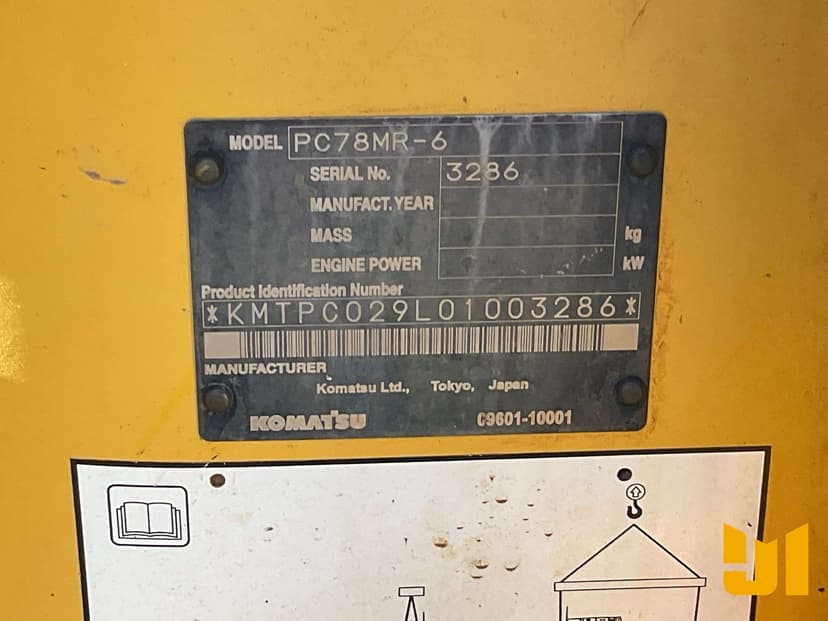 MODEL PC78MR-6
SERIAL No. 3286
MANUFACT. YEAR
MASS kg
ENGINE POWER kW
Product Identification Number
*KMTPC029L01003286*
MANUFACTURER
Komatsu Ltd., Tokyo, Japan
KOMATSU 09601-10001